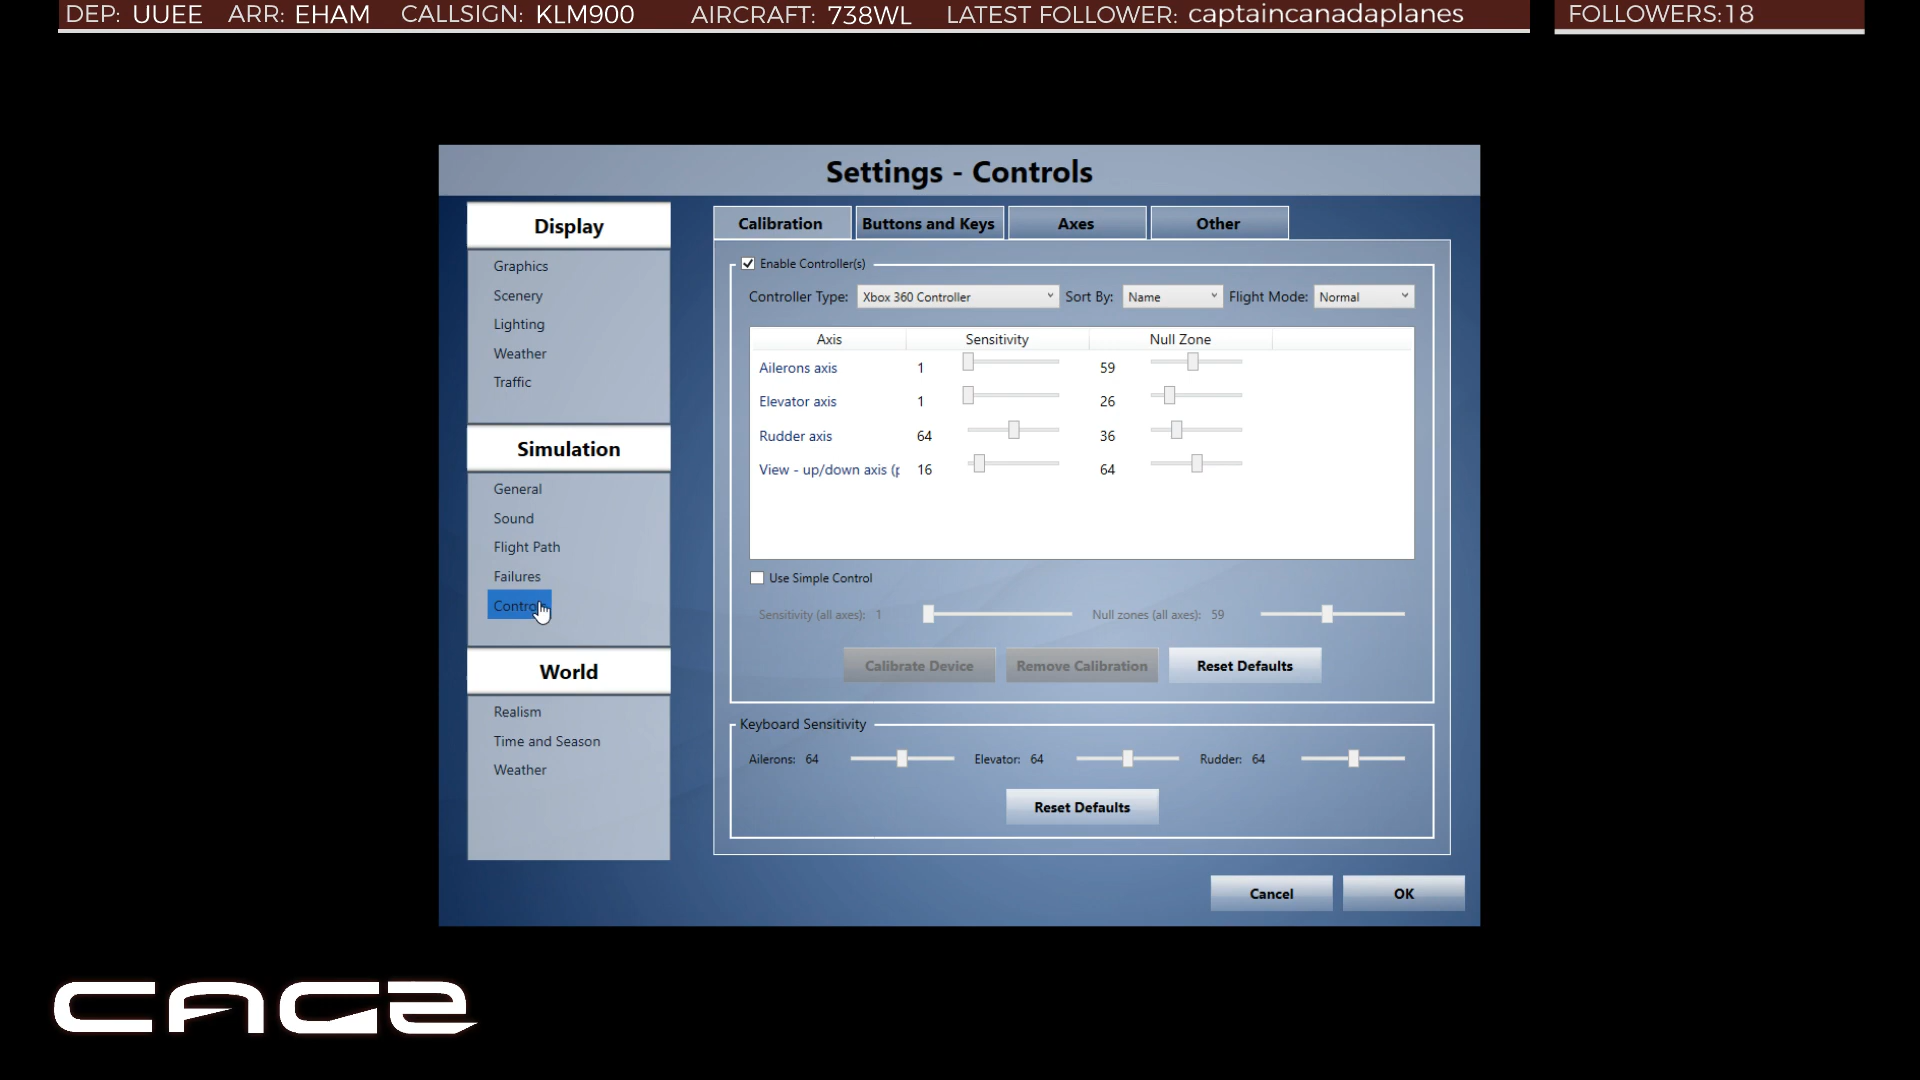 DEP: UUEE ARR: EHAM CALLSIGN: KLM900 AIRCRAFT: 738WL LATEST FOLLOWER: captaincanadaplanes FOLLOWERS:18
Settings - Controls
Display
Graphics
Scenery
Lighting
Weather
Traffic
Simulation
General
Sound
Flight Path
Failures
Controls
World
Realism
Time and Season
Weather
Calibration Buttons and Keys Axes Other
Enable Controller(s)
Controller Type: Xbox 360 Controller Sort By: Name Flight Mode: Normal
Axis Sensitivity Null Zone
Ailerons axis 1 59
Elevator axis 1 26
Rudder axis 64 36
View - up/down axis (p 16 64
Use Simple Control
Sensitivity (all axes): 1 Null zones (all axes): 59
Calibrate Device Remove Calibration Reset Defaults
Keyboard Sensitivity
Ailerons: 64 Elevator: 64 Rudder: 64
Reset Defaults
Cancel OK
CAG2